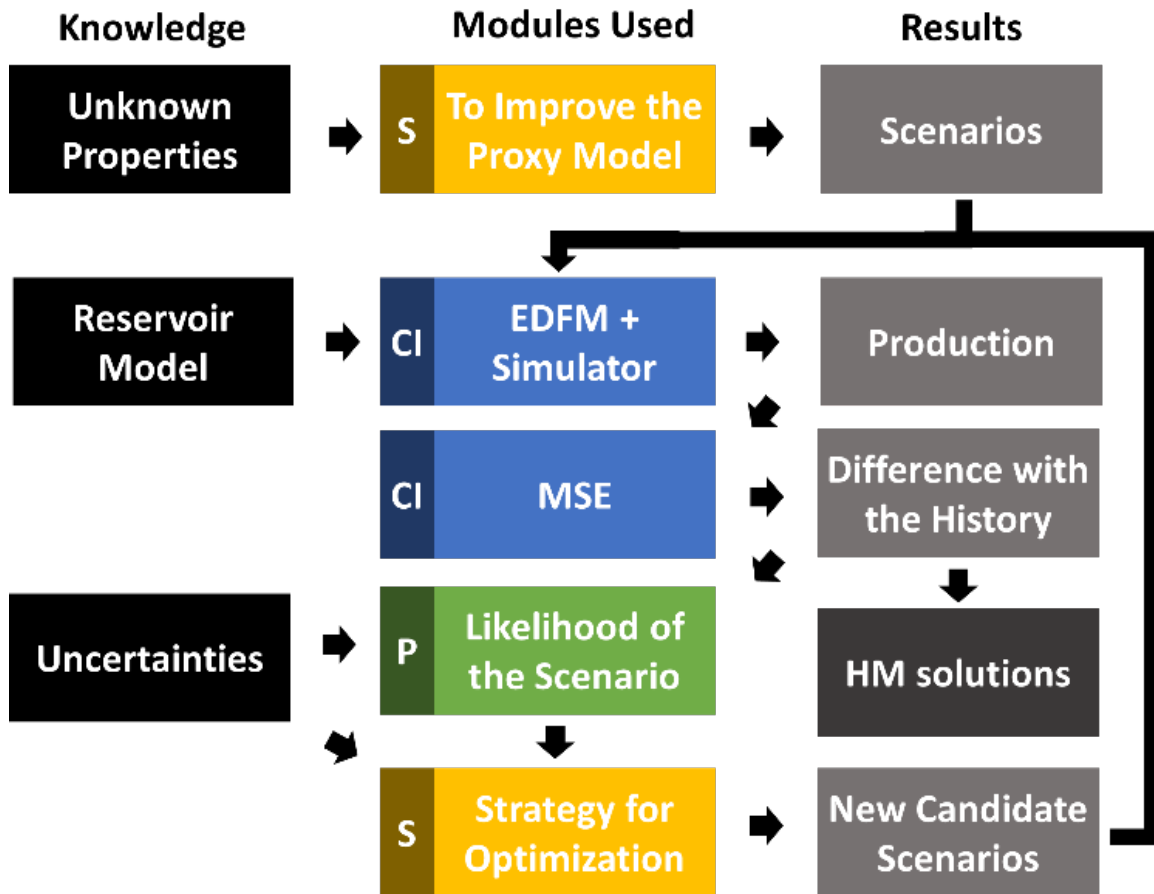 Knowledge
Modules Used
Results
Unknown
Properties
S
To Improve the
Proxy Model
Scenarios
Reservoir
Model
CI
EDFM +
Simulator
Production
CI
MSE
Difference with
the History
Uncertainties
P
Likelihood of
the Scenario
HM solutions
S
Strategy for
Optimization
New Candidate
Scenarios